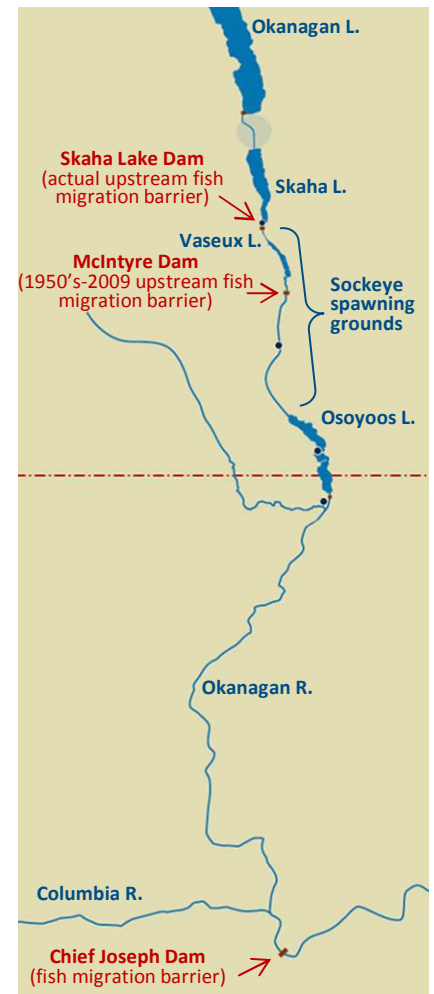 Okanagan L.
Skaha Lake Dam
(actual upstream fish
migration barrier)
Skaha L.
Vaseux L.
McIntyre Dam
(1950's-2009 upstream fish
migration barrier)
Sockeye
spawning
grounds
Osoyoos L.
Okanagan R.
Columbia R.
Chief Joseph Dam
(fish migration barrier)